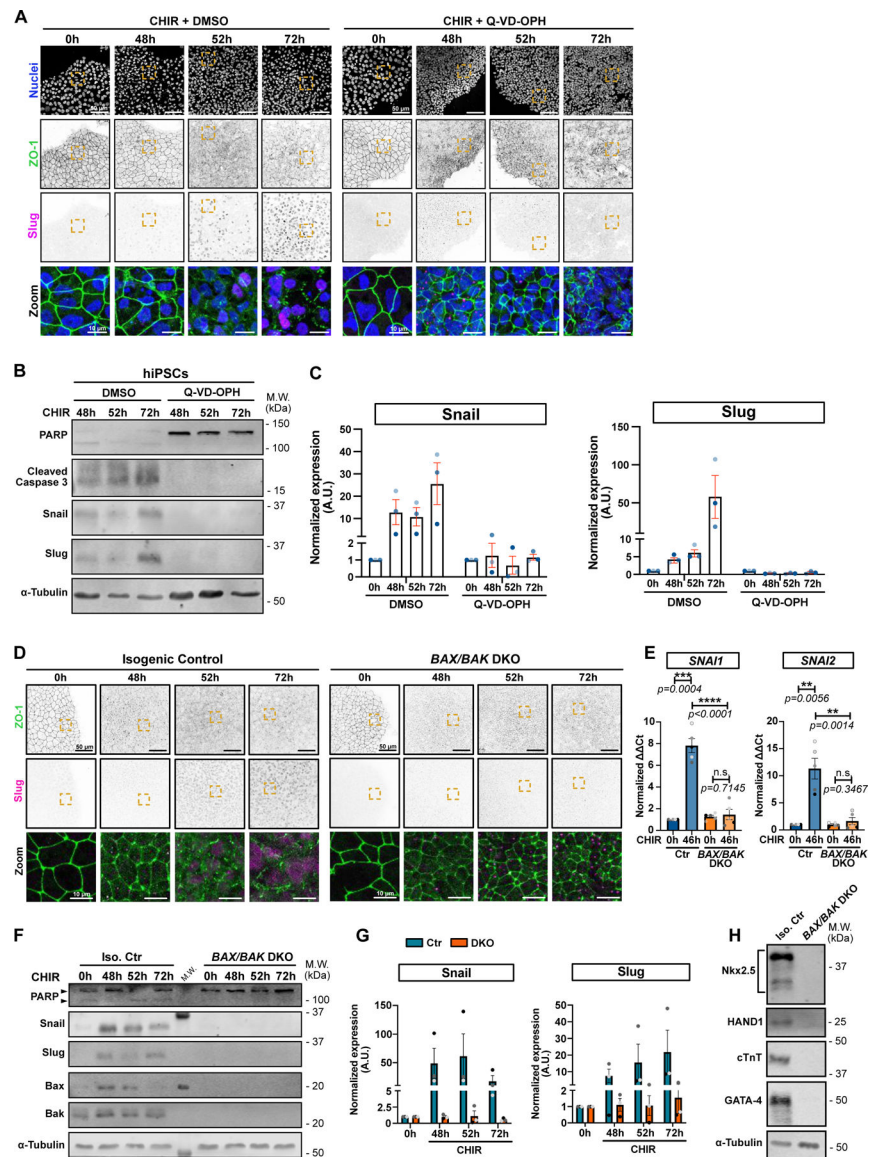 A
CHIR + DMSO
CHIR + Q-VD-OPH
0h 48h 52h 72h 0h 48h 52h 72h
Nuclei
50 µm
50 µm
ZO-1
Slug
Zoom
10 µm
10 µm
B
hiPSCs
DMSO Q-VD-OPH
M.W. (kDa)
CHIR 48h 52h 72h 48h 52h 72h
PARP
- 150
- 100
Cleaved
Caspase 3
- 15
Snail
- 37
Slug
- 37
α-Tubulin
- 50
C
Snail
Normalized expression
(A.U.)
50
40
30
20
10
2
1
0
0h 48h 52h 72h 0h 48h 52h 72h
DMSO Q-VD-OPH
Slug
Normalized expression
(A.U.)
150
100
50
10
5
0
0h 48h 52h 72h 0h 48h 52h 72h
DMSO Q-VD-OPH
D
Isogenic Control
BAX/BAK DKO
0h 48h 52h 72h 0h 48h 52h 72h
ZO-1
50 µm
50 µm
Slug
Zoom
10 µm
10 µm
E
SNAI1
***
p=0.0004
****
p<0.0001
n.s
p=0.7145
Normalized ΔΔCt
10
8
6
4
2
0
CHIR 0h 46h 0h 46h
Ctr BAX/BAK
DKO
SNAI2
**
p=0.0056
**
p=0.0014
n.s
p=0.3467
Normalized ΔΔCt
20
15
10
5
0
0h 46h 0h 46h
Ctr BAX/BAK
DKO
F
Iso. Ctr BAX/BAK DKO
M.W.
(kDa)
CHIR 0h 48h 52h 72h M.W. 0h 48h 52h 72h
PARP
- 100
- 37
Snail
- 37
Slug
Bax
- 20
Bak
- 20
α-Tubulin
- 50
G
Ctr DKO
Snail
Normalized expression
(A.U.)
150
100
50
5
2.5
0
0h 48h 52h 72h
CHIR
Slug
Normalized expression
(A.U.)
50
40
30
20
10
4
3
2
1
0
0h 48h 52h 72h
CHIR
H
Iso. Ctr
BAX/BAK DKO
M.W.
(kDa)
Nkx2.5
- 37
HAND1
- 25
- 50
cTnT
- 37
GATA-4
- 50
α-Tubulin
- 50